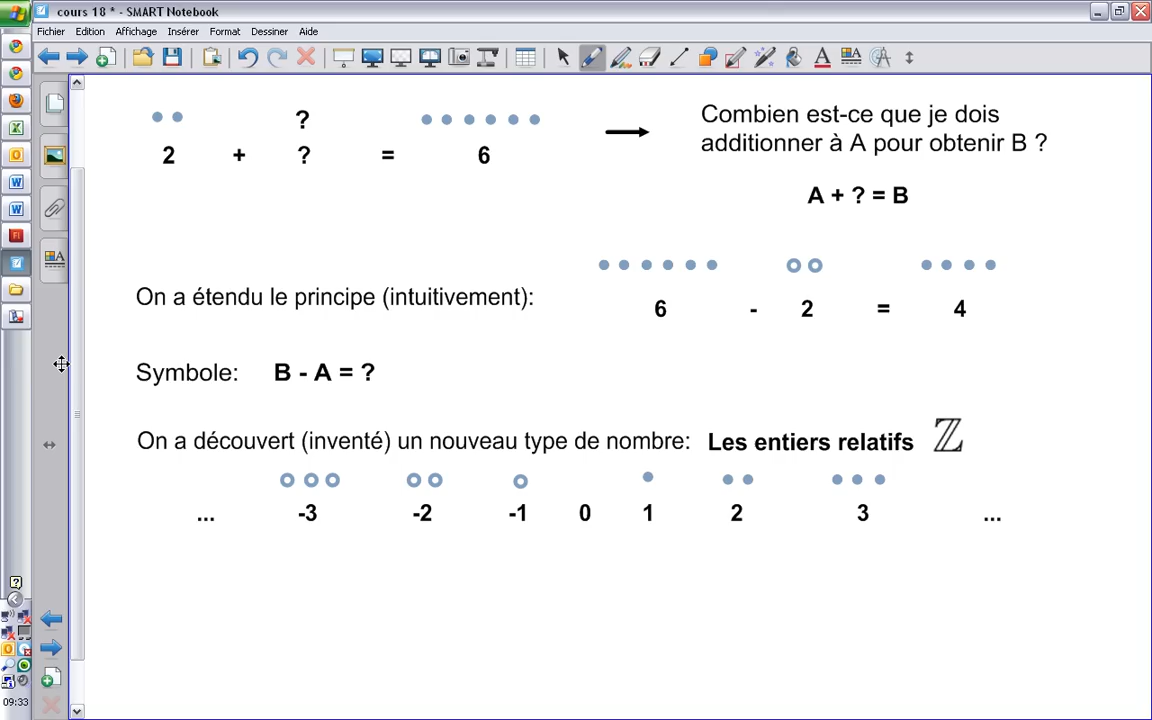 cours 18 * - SMART Notebook
Fichier Edition Affichage Insérer Format Dessiner Aide
?
2 + ? = 6
Combien est-ce que je dois
additionner à A pour obtenir B ?
A + ? = B
On a étendu le principe (intuitivement):
6 - 2 = 4
Symbole: B - A = ?
On a découvert (inventé) un nouveau type de nombre: Les entiers relatifs ℤ
... -3 -2 -1 0 1 2 3 ...
09:33